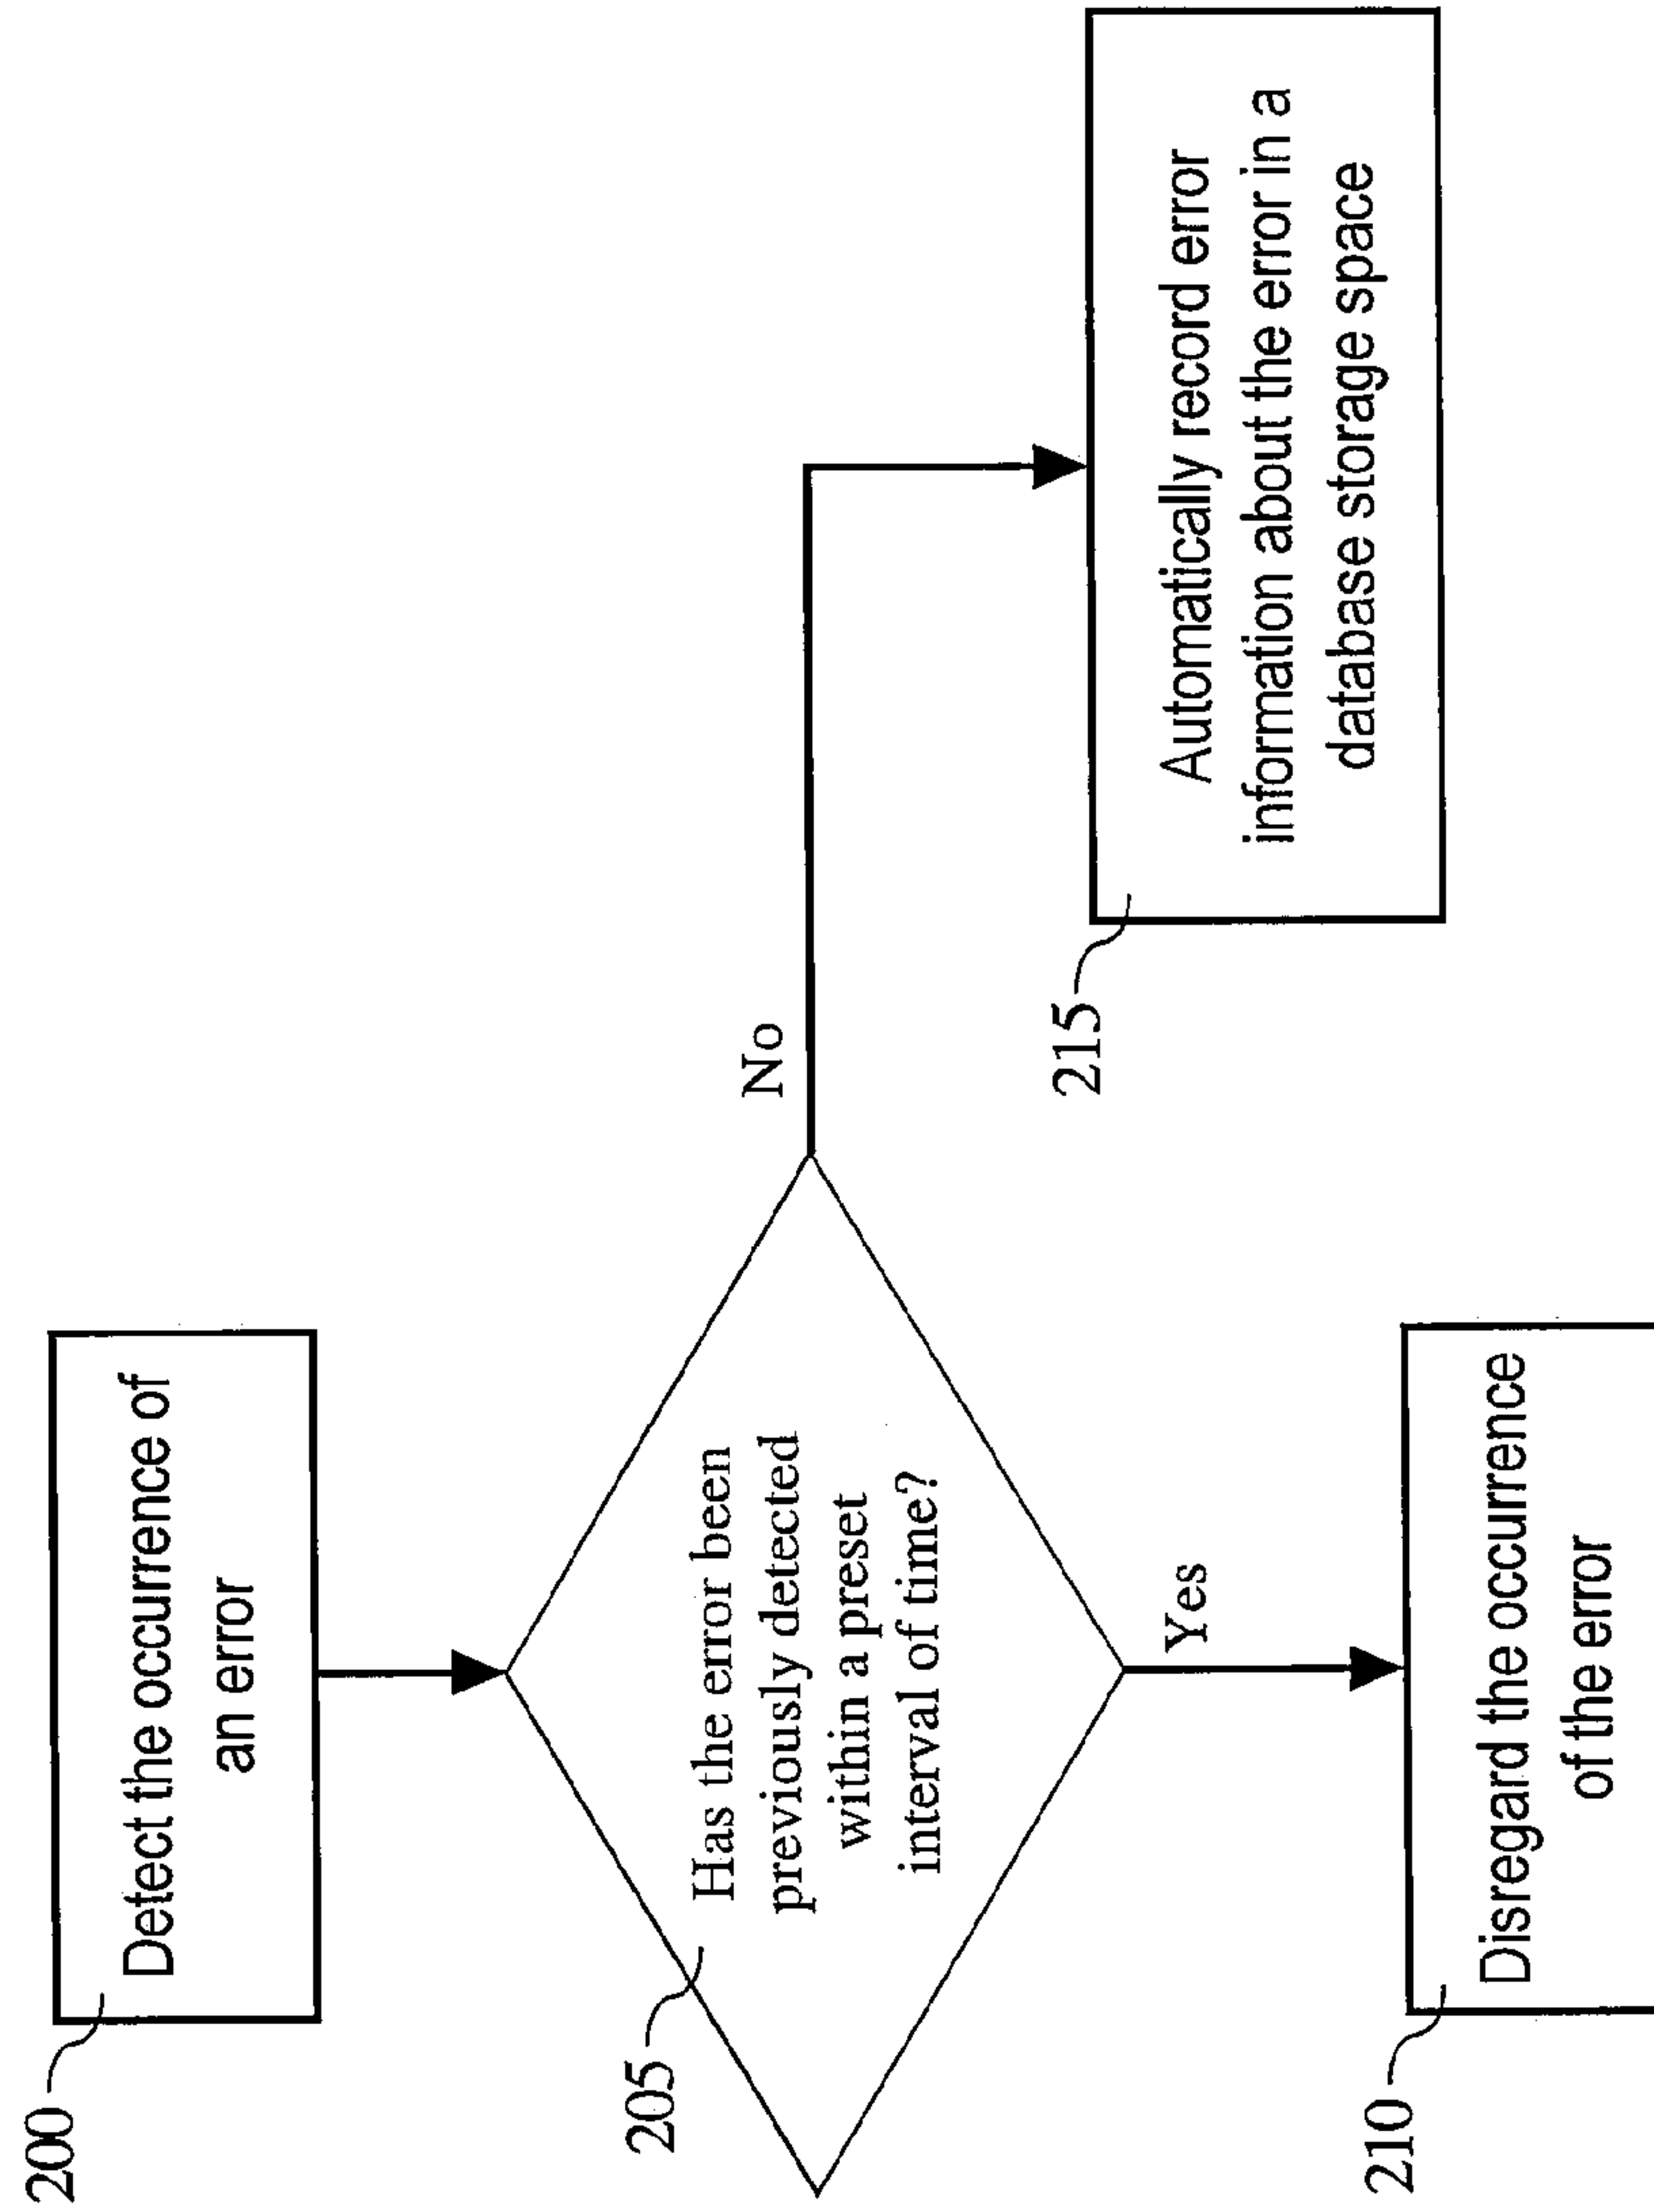 200
Detect the occurrence of
an error
205
Has the error been
previously detected
within a preset
interval of time?
No
Yes
215
Automatically record error
information about the error in a
database storage space
210
Disregard the occurrence
of the error